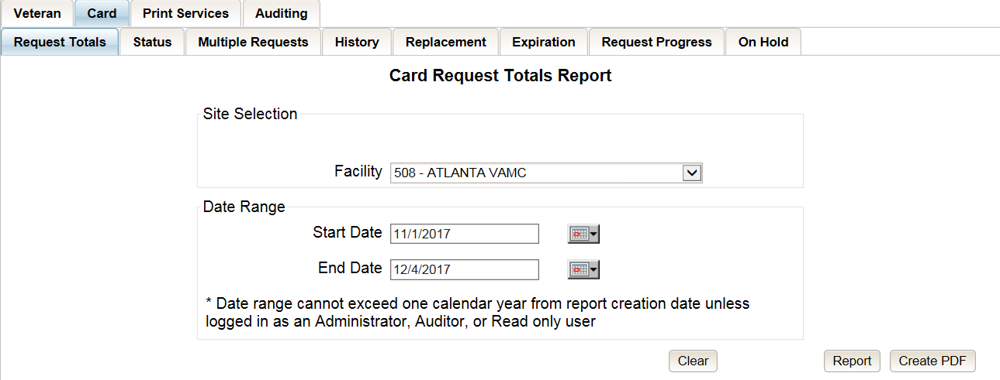 Veteran Card Print Services Auditing
Request Totals Status Multiple Requests History Replacement Expiration Request Progress On Hold
Card Request Totals Report
Site Selection
Facility 508 - ATLANTA VAMC
Date Range
Start Date 11/1/2017
End Date 12/4/2017
* Date range cannot exceed one calendar year from report creation date unless
logged in as an Administrator, Auditor, or Read only user
Clear Report Create PDF